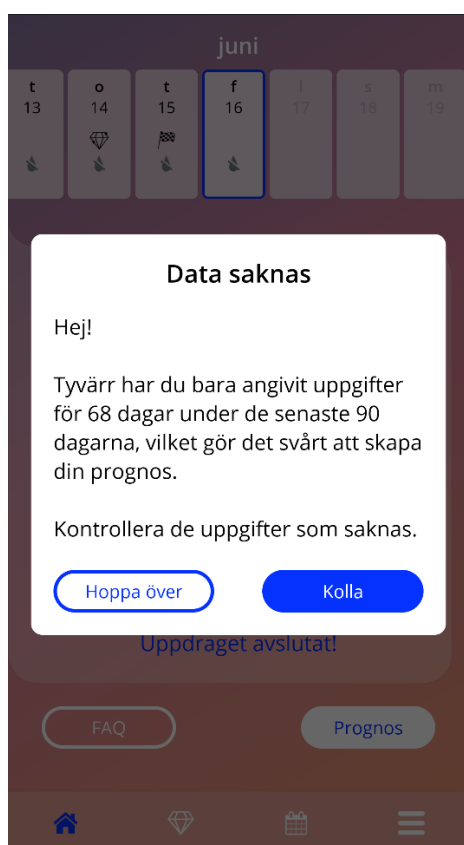 juni
t o t f l s m
13 14 15 16 17 18 19
Data saknas
Hej!
Tyvärr har du bara angivit uppgifter
för 68 dagar under de senaste 90
dagarna, vilket gör det svårt att skapa
din prognos.
Kontrollera de uppgifter som saknas.
Hoppa över Kolla
Uppdraget avslutat!
FAQ Prognos